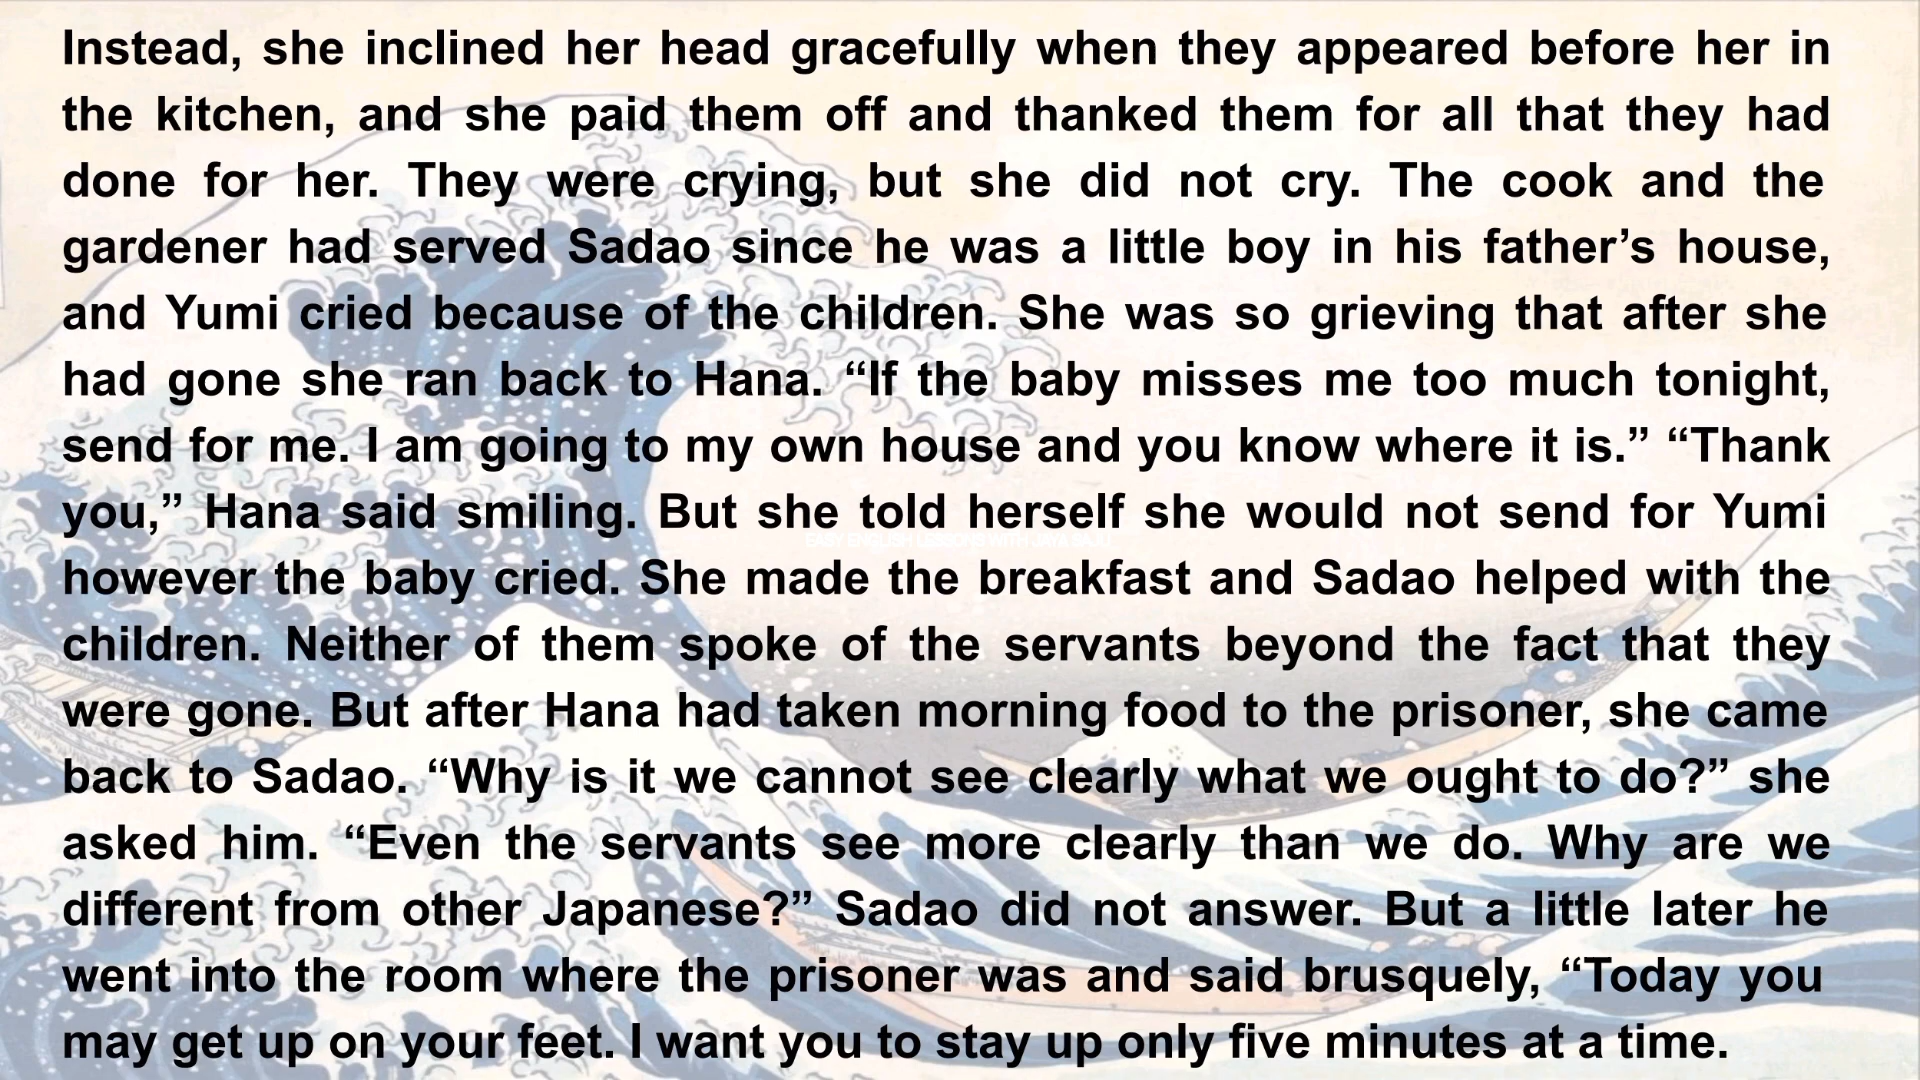 Instead, she inclined her head gracefully when they appeared before her in
the kitchen, and she paid them off and thanked them for all that they had
done for her. They were crying, but she did not cry. The cook and the
gardener had served Sadao since he was a little boy in his father’s house,
and Yumi cried because of the children. She was so grieving that after she
had gone she ran back to Hana. “If the baby misses me too much tonight,
send for me. I am going to my own house and you know where it is.” “Thank
you,” Hana said smiling. But she told herself she would not send for Yumi
EASY ENGLISH LESSONS WITH JAYA SAJU
however the baby cried. She made the breakfast and Sadao helped with the
children. Neither of them spoke of the servants beyond the fact that they
were gone. But after Hana had taken morning food to the prisoner, she came
back to Sadao. “Why is it we cannot see clearly what we ought to do?” she
asked him. “Even the servants see more clearly than we do. Why are we
different from other Japanese?” Sadao did not answer. But a little later he
went into the room where the prisoner was and said brusquely, “Today you
may get up on your feet. I want you to stay up only five minutes at a time.